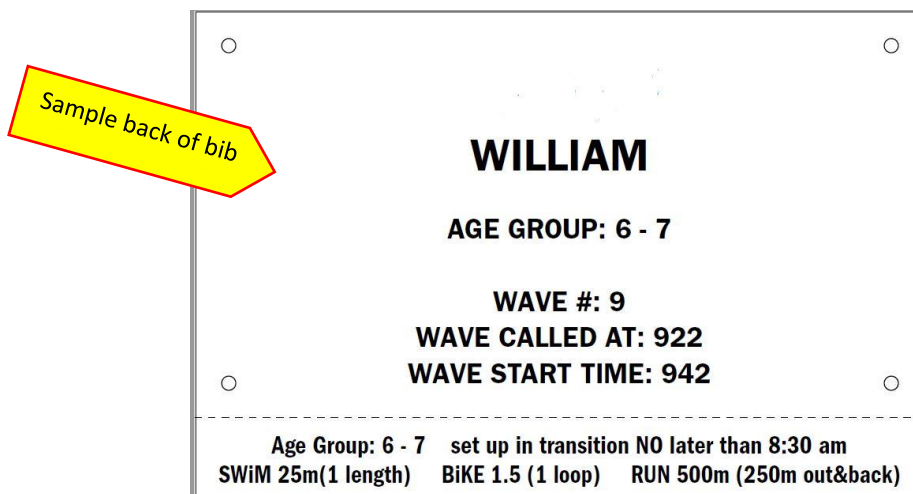 Sample back of bib
WILLIAM
AGE GROUP: 6 - 7
WAVE #: 9
WAVE CALLED AT: 922
WAVE START TIME: 942
Age Group: 6 - 7 set up in transition NO later than 8:30 am
SWiM 25m(1 length) BiKE 1.5 (1 loop) RUN 500m (250m out&back)